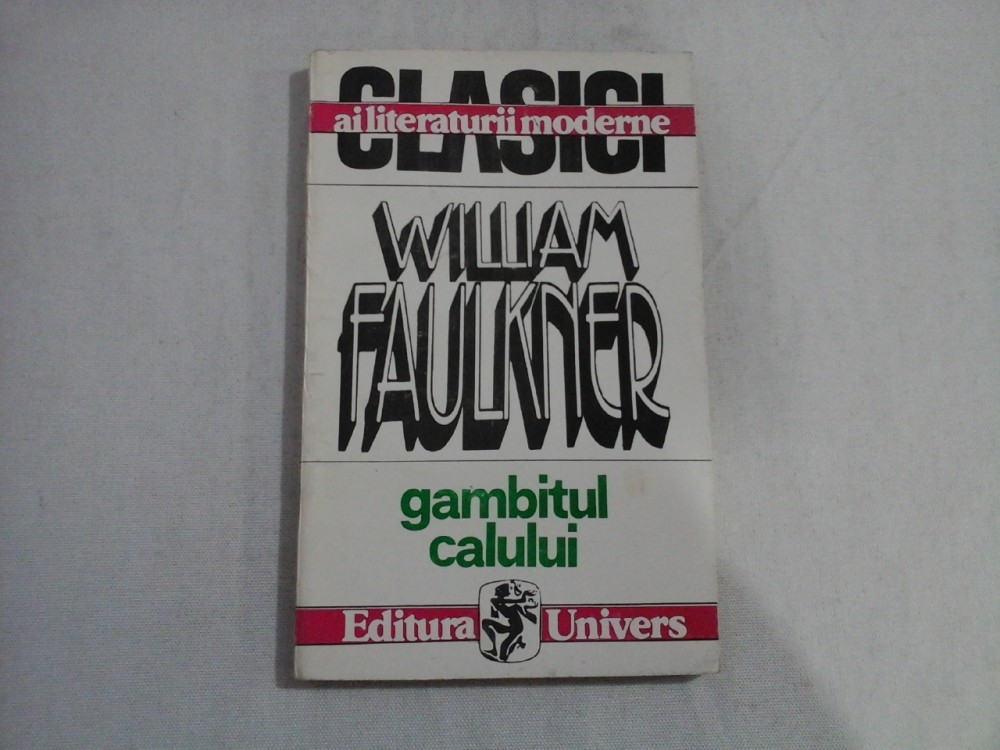 CLASICI
ai literaturii moderne
WILLIAM
FAULKNER
gambitul
calului
Editura Univers